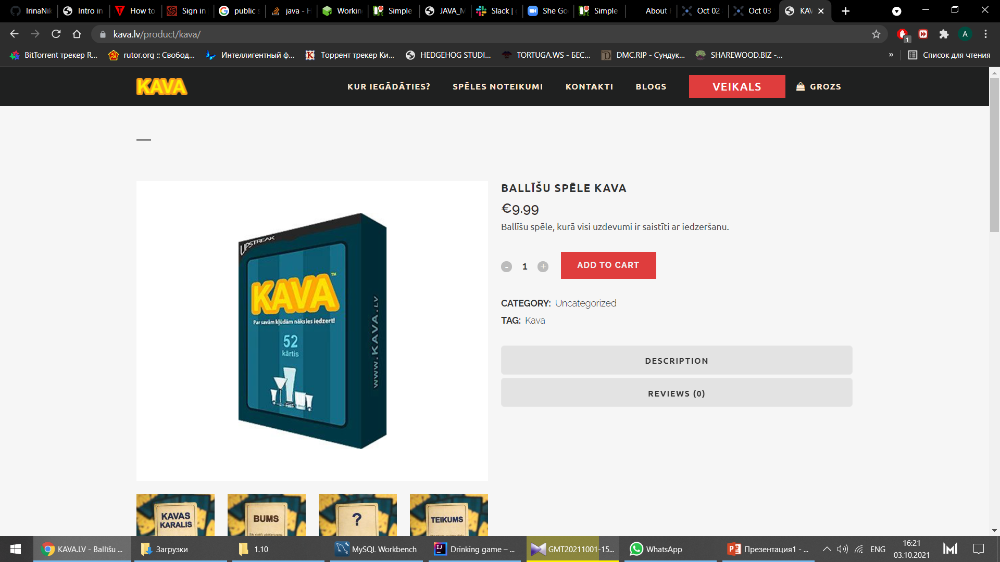 IrinaNik
Intro in
How to
Sign in
public s
java - H
Workin
Simple
JAVA_M
Slack |
She Go
Simple
About
Oct 02
Oct 03
KAV
kava.lv/product/kava/
1
A
BitTorrent трекер R...
rutor.org :: Свобод...
Интеллигентный ф...
Торрент трекер Ки...
HEDGEHOG STUDI...
TORTUGA.WS - БЕС...
DMC.RIP - Сундук...
SHAREWOOD.BIZ -...
»
Список для чтения
KAVA
KUR IEGĀDĀTIES?
SPĒLES NOTEIKUMI
KONTAKTI
BLOGS
VEIKALS
GROZS
UPSTREAK
KAVA™
Par savām kļūdām nāksies iedzert!
52
kārtis
www.KAVA.LV
BALLĪŠU SPĒLE KAVA
€9.99
Ballīšu spēle, kurā visi uzdevumi ir saistīti ar iedzeršanu.
- 1 +
ADD TO CART
CATEGORY: Uncategorized
TAG: Kava
DESCRIPTION
REVIEWS (0)
KAVAS
KARALIS
BUMS
?
TEIKUMS
KAVA.LV - Ballīšu ...
Загрузки
1.10
MySQL Workbench
Drinking game – ...
GMT20211001-15...
WhatsApp
Презентация1 - ...
ENG
16:21
03.10.2021